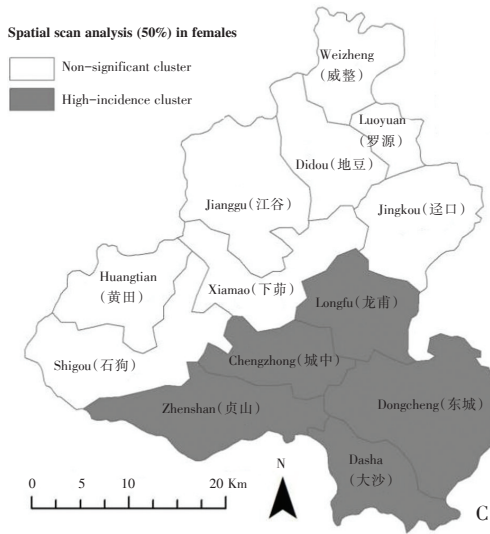 Spatial scan analysis (50%) in females
Non-significant cluster
High-incidence cluster
Weizheng
(威整)
Luoyuan
(罗源)
Didou(地豆)
Jianggu(江谷)
Jingkou(迳口)
Huangtian
(黄田)
Xiamao(下茆)
Longfu(龙甫)
Shigou(石狗)
Chengzhong(城中)
Zhenshan(贞山)
Dongcheng(东城)
Dasha
(大沙)
N
0 5 10 20 Km
C